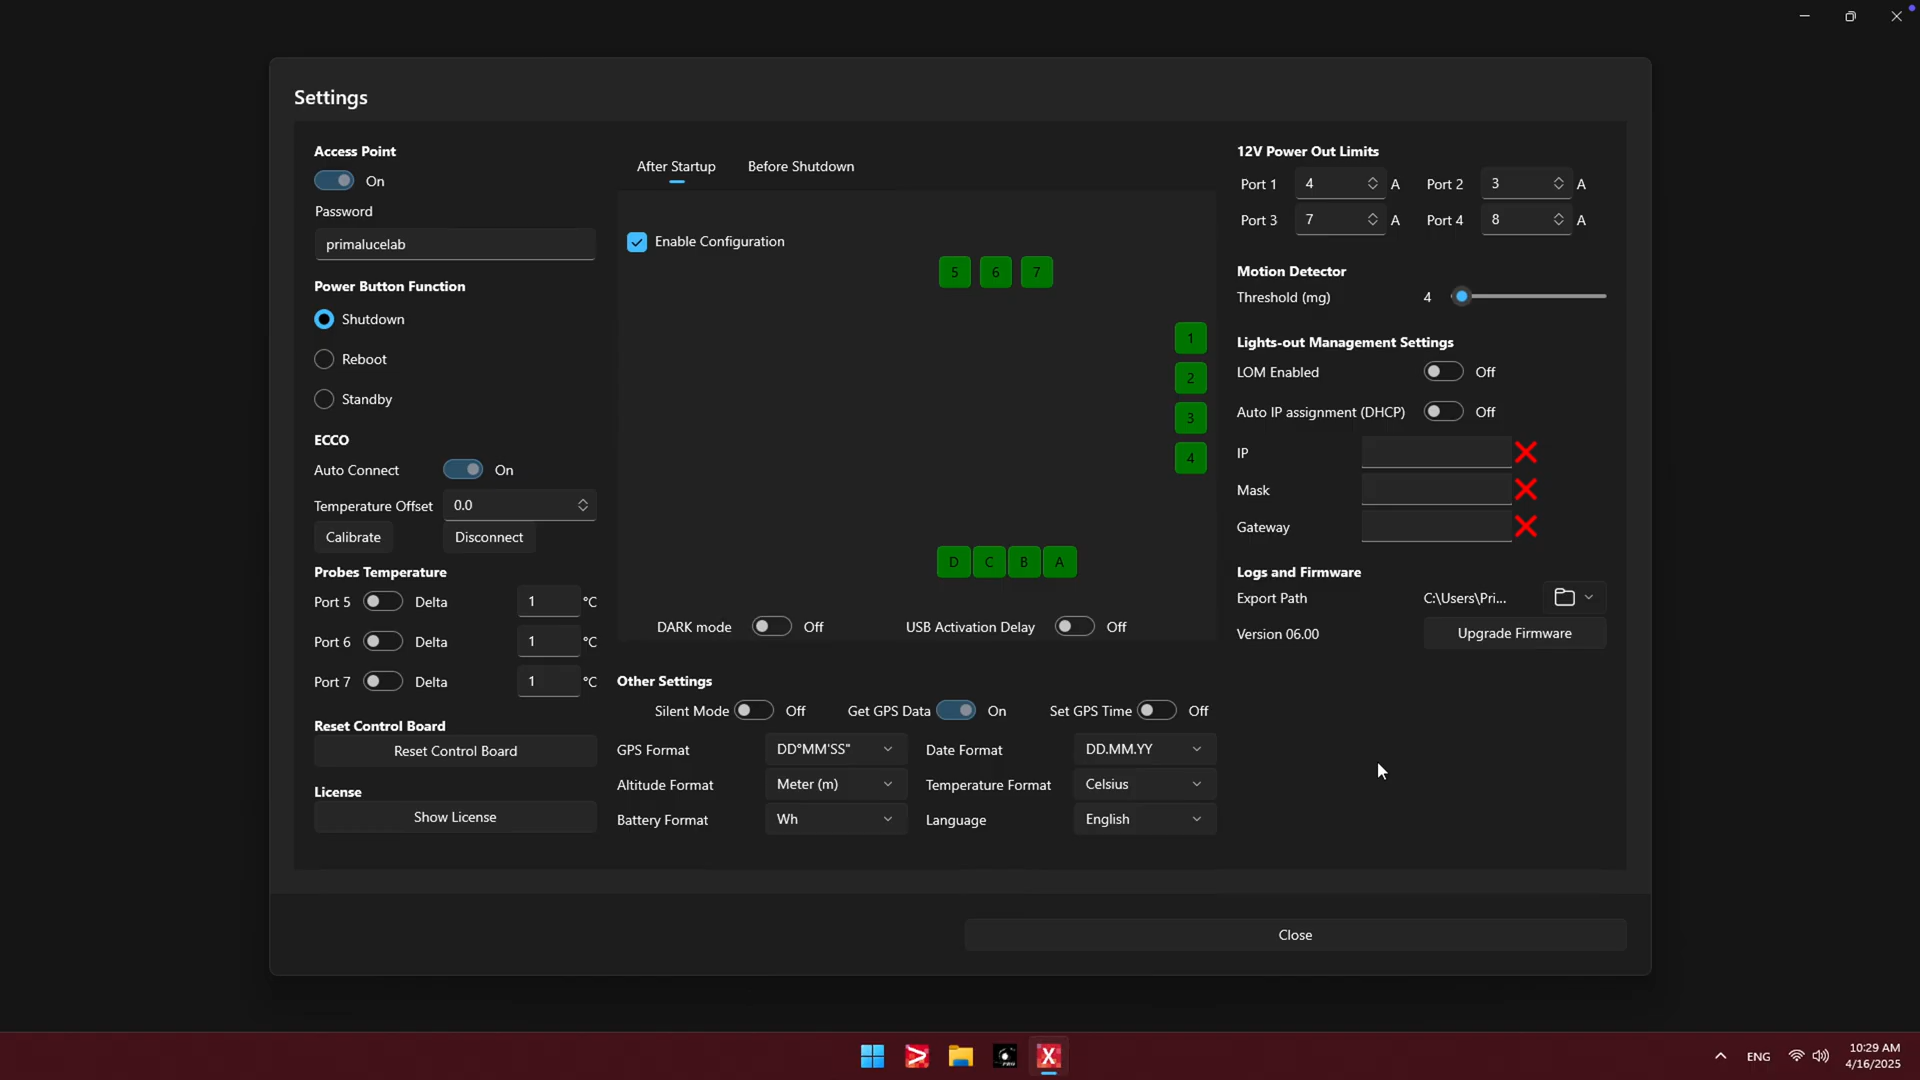 Settings
Access Point
On
Password
primalucelab
Power Button Function
Shutdown
Reboot
Standby
ECCO
Auto Connect On
Temperature Offset 0.0
Calibrate Disconnect
Probes Temperature
Port 5 Delta 1 °C
Port 6 Delta 1 °C
Port 7 Delta 1 °C
Reset Control Board
Reset Control Board
License
Show License
After Startup Before Shutdown
Enable Configuration
5 6 7
1
2
3
4
D C B A
DARK mode Off USB Activation Delay Off
Other Settings
Silent Mode Off Get GPS Data On Set GPS Time Off
GPS Format DD°MM'SS" Date Format DD.MM.YY
Altitude Format Meter (m) Temperature Format Celsius
Battery Format Wh Language English
12V Power Out Limits
Port 1 4 A Port 2 3 A
Port 3 7 A Port 4 8 A
Motion Detector
Threshold (mg) 4
Lights-out Management Settings
LOM Enabled Off
Auto IP assignment (DHCP) Off
IP
Mask
Gateway
Logs and Firmware
Export Path C:\Users\Pri...
Version 06.00 Upgrade Firmware
Close
ENG
10:29 AM
4/16/2025